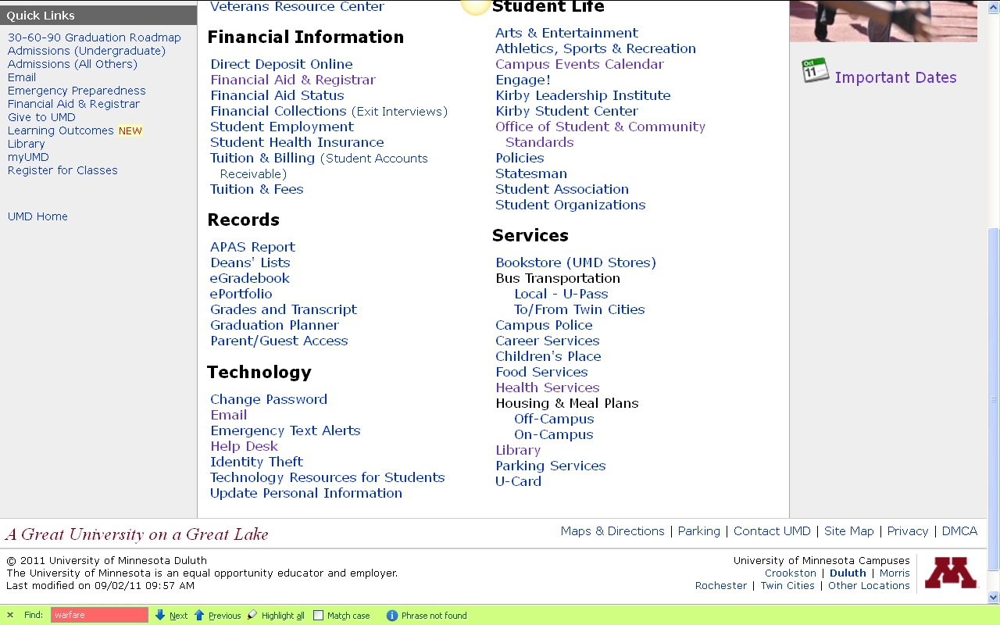 Quick Links
30-60-90 Graduation Roadmap
Admissions (Undergraduate)
Admissions (All Others)
Email
Emergency Preparedness
Financial Aid & Registrar
Give to UMD
Learning Outcomes NEW
Library
myUMD
Register for Classes
UMD Home
Veterans Resource Center
Financial Information
Direct Deposit Online
Financial Aid & Registrar
Financial Aid Status
Financial Collections (Exit Interviews)
Student Employment
Student Health Insurance
Tuition & Billing (Student Accounts
Receivable)
Tuition & Fees
Records
APAS Report
Deans' Lists
eGradebook
ePortfolio
Grades and Transcript
Graduation Planner
Parent/Guest Access
Technology
Change Password
Email
Emergency Text Alerts
Help Desk
Identity Theft
Technology Resources for Students
Update Personal Information
Student Life
Arts & Entertainment
Athletics, Sports & Recreation
Campus Events Calendar
Engage!
Kirby Leadership Institute
Kirby Student Center
Office of Student & Community
Standards
Policies
Statesman
Student Association
Student Organizations
Services
Bookstore (UMD Stores)
Bus Transportation
Local - U-Pass
To/From Twin Cities
Campus Police
Career Services
Children's Place
Food Services
Health Services
Housing & Meal Plans
Off-Campus
On-Campus
Library
Parking Services
U-Card
Oct
11
Important Dates
A Great University on a Great Lake
Maps & Directions | Parking | Contact UMD | Site Map | Privacy | DMCA
© 2011 University of Minnesota Duluth
The University of Minnesota is an equal opportunity educator and employer.
Last modified on 09/02/11 09:57 AM
University of Minnesota Campuses
Crookston | Duluth | Morris
Rochester | Twin Cities | Other Locations
M
Find: warfare Next Previous Highlight all Match case Phrase not found